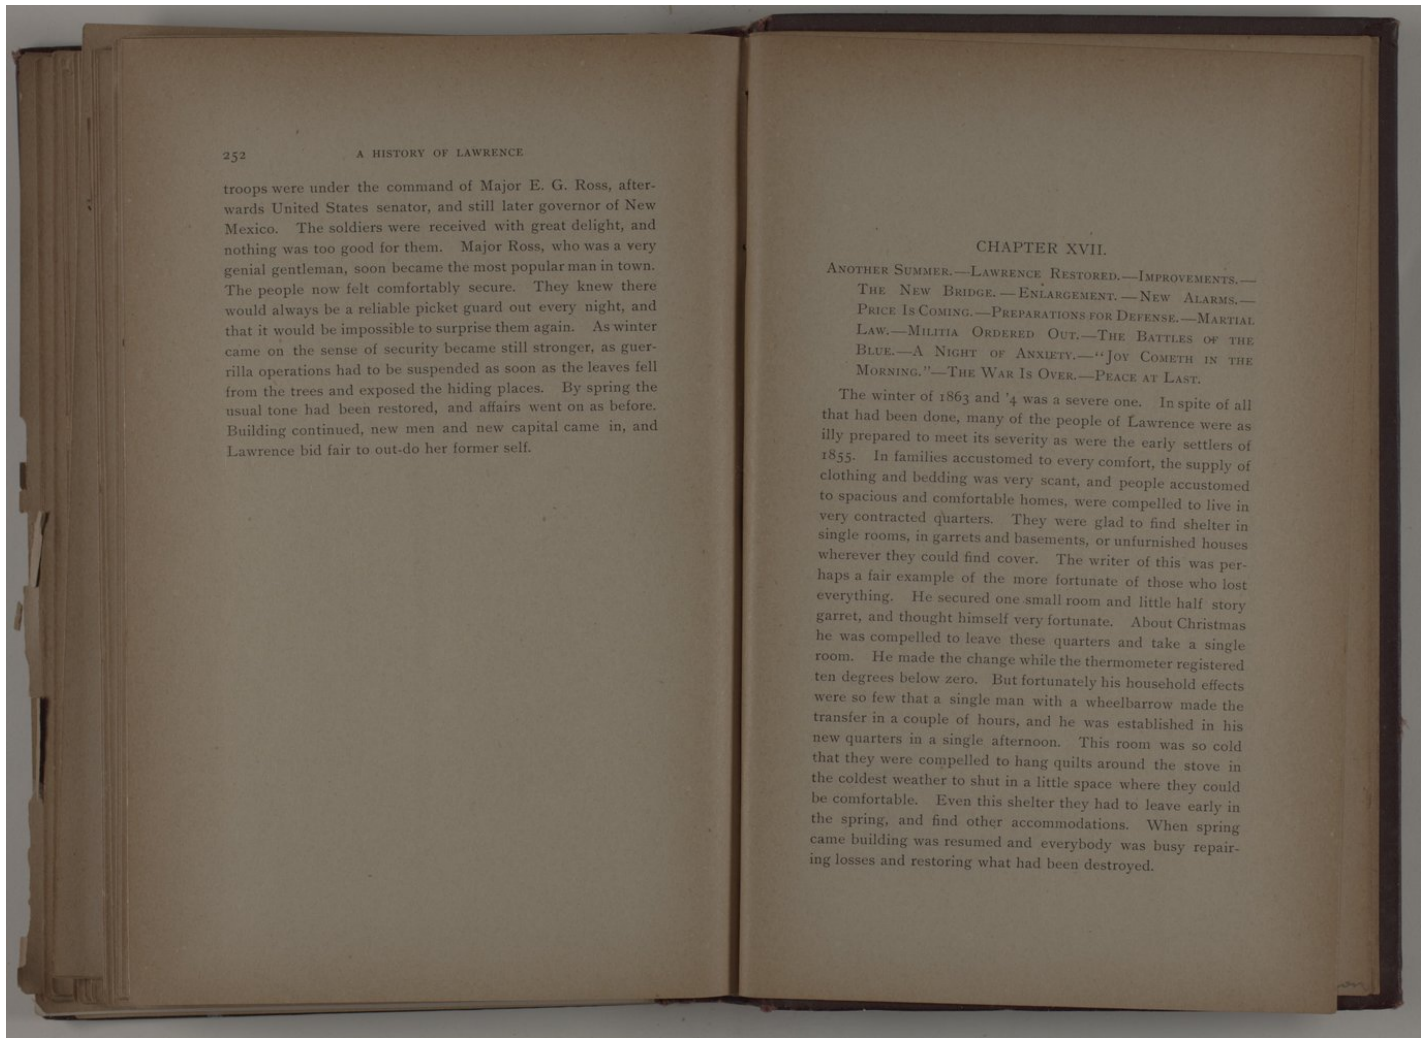 252 A HISTORY OF LAWRENCE
troops were under the command of Major E. G. Ross, after-
wards United States senator, and still later governor of New
Mexico. The soldiers were received with great delight, and
nothing was too good for them. Major Ross, who was a very
genial gentleman, soon became the most popular man in town.
The people now felt comfortably secure. They knew there
would always be a reliable picket guard out every night, and
that it would be impossible to surprise them again. As winter
came on the sense of security became still stronger, as guer-
rilla operations had to be suspended as soon as the leaves fell
from the trees and exposed the hiding places. By spring the
usual tone had been restored, and affairs went on as before.
Building continued, new men and new capital came in, and
Lawrence bid fair to out-do her former self.
CHAPTER XVII.
ANOTHER SUMMER.—LAWRENCE RESTORED.—IMPROVEMENTS.—
THE NEW BRIDGE.—ENLARGEMENT.—NEW ALARMS.—
PRICE IS COMING.—PREPARATIONS FOR DEFENSE.—MARTIAL
LAW.—MILITIA ORDERED OUT.—THE BATTLES OF THE
BLUE.—A NIGHT OF ANXIETY.—"JOY COMETH IN THE
MORNING."—THE WAR IS OVER.—PEACE AT LAST.
The winter of 1863 and '4 was a severe one. In spite of all
that had been done, many of the people of Lawrence were as
illy prepared to meet its severity as were the early settlers of
1855. In families accustomed to every comfort, the supply of
clothing and bedding was very scant, and people accustomed
to spacious and comfortable homes, were compelled to live in
very contracted quarters. They were glad to find shelter in
single rooms, in garrets and basements, or unfurnished houses
wherever they could find cover. The writer of this was per-
haps a fair example of the more fortunate of those who lost
everything. He secured one small room and little half story
garret, and thought himself very fortunate. About Christmas
he was compelled to leave these quarters and take a single
room. He made the change while the thermometer registered
ten degrees below zero. But fortunately his household effects
were so few that a single man with a wheelbarrow made the
transfer in a couple of hours, and he was established in his
new quarters in a single afternoon. This room was so cold
that they were compelled to hang quilts around the stove in
the coldest weather to shut in a little space where they could
be comfortable. Even this shelter they had to leave early in
the spring, and find other accommodations. When spring
came building was resumed and everybody was busy repair-
ing losses and restoring what had been destroyed.